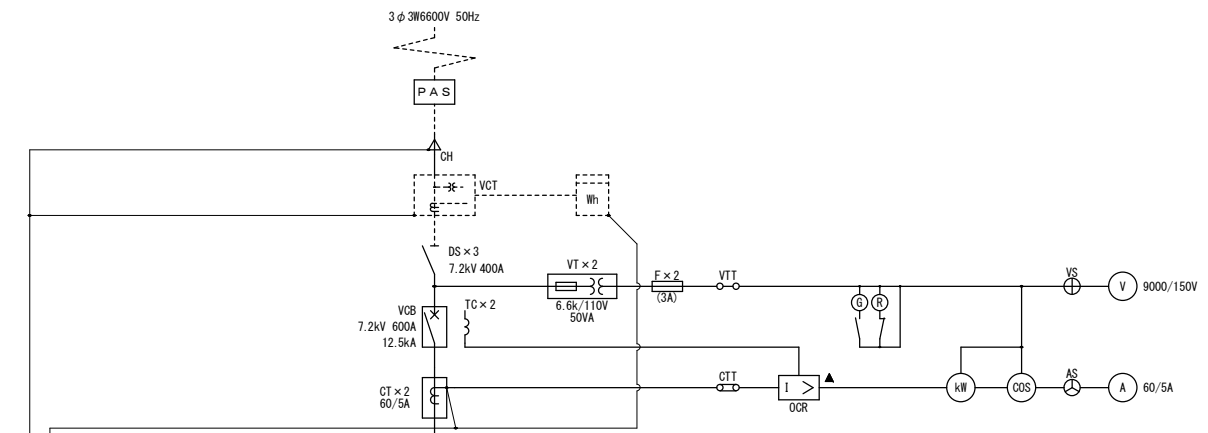 3φ3W6600V 50Hz
PAS
CH
VCT
Wh
DS×3
7.2kV 400A
VT×2
6.6k/110V
50VA
F×2
(3A)
VTT
VS
V
9000/150V
G
R
VCB
7.2kV 600A
12.5kA
TC×2
CT×2
60/5A
CTT
I >
OCR
▲
kW
COS
AS
A
60/5A